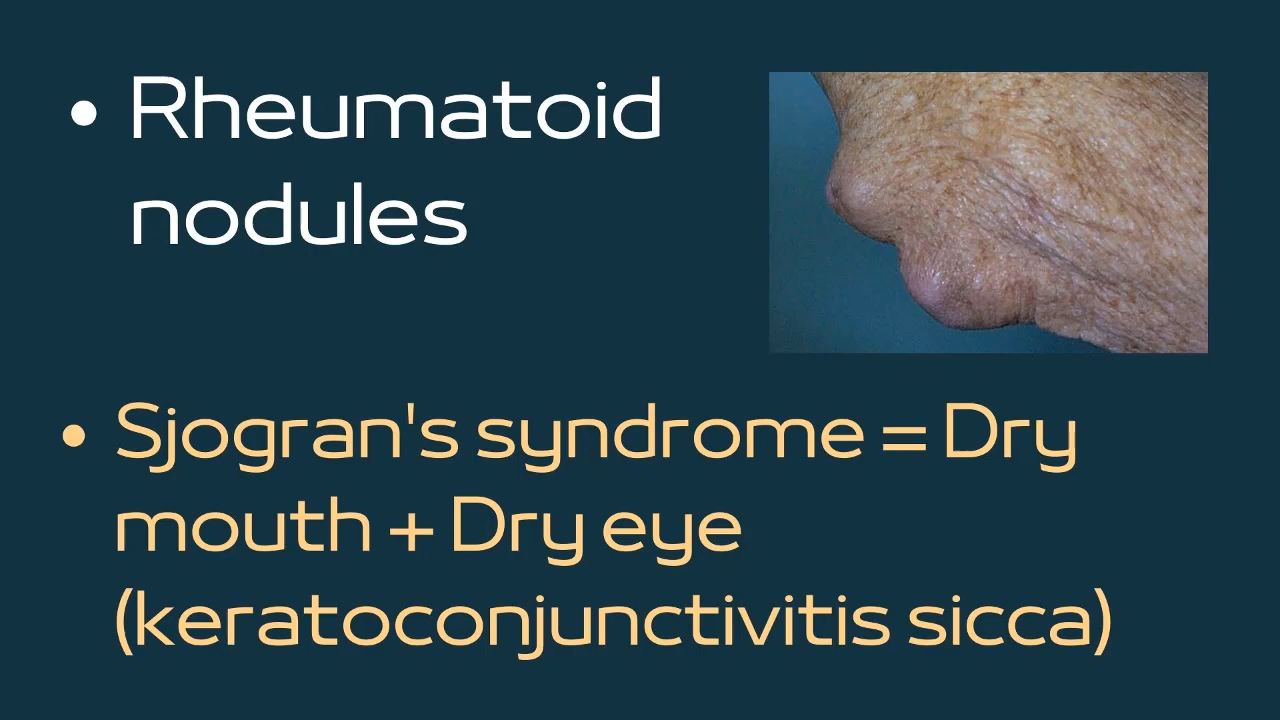 • Rheumatoid
nodules
• Sjogran's syndrome = Dry
mouth + Dry eye
(keratoconjunctivitis sicca)